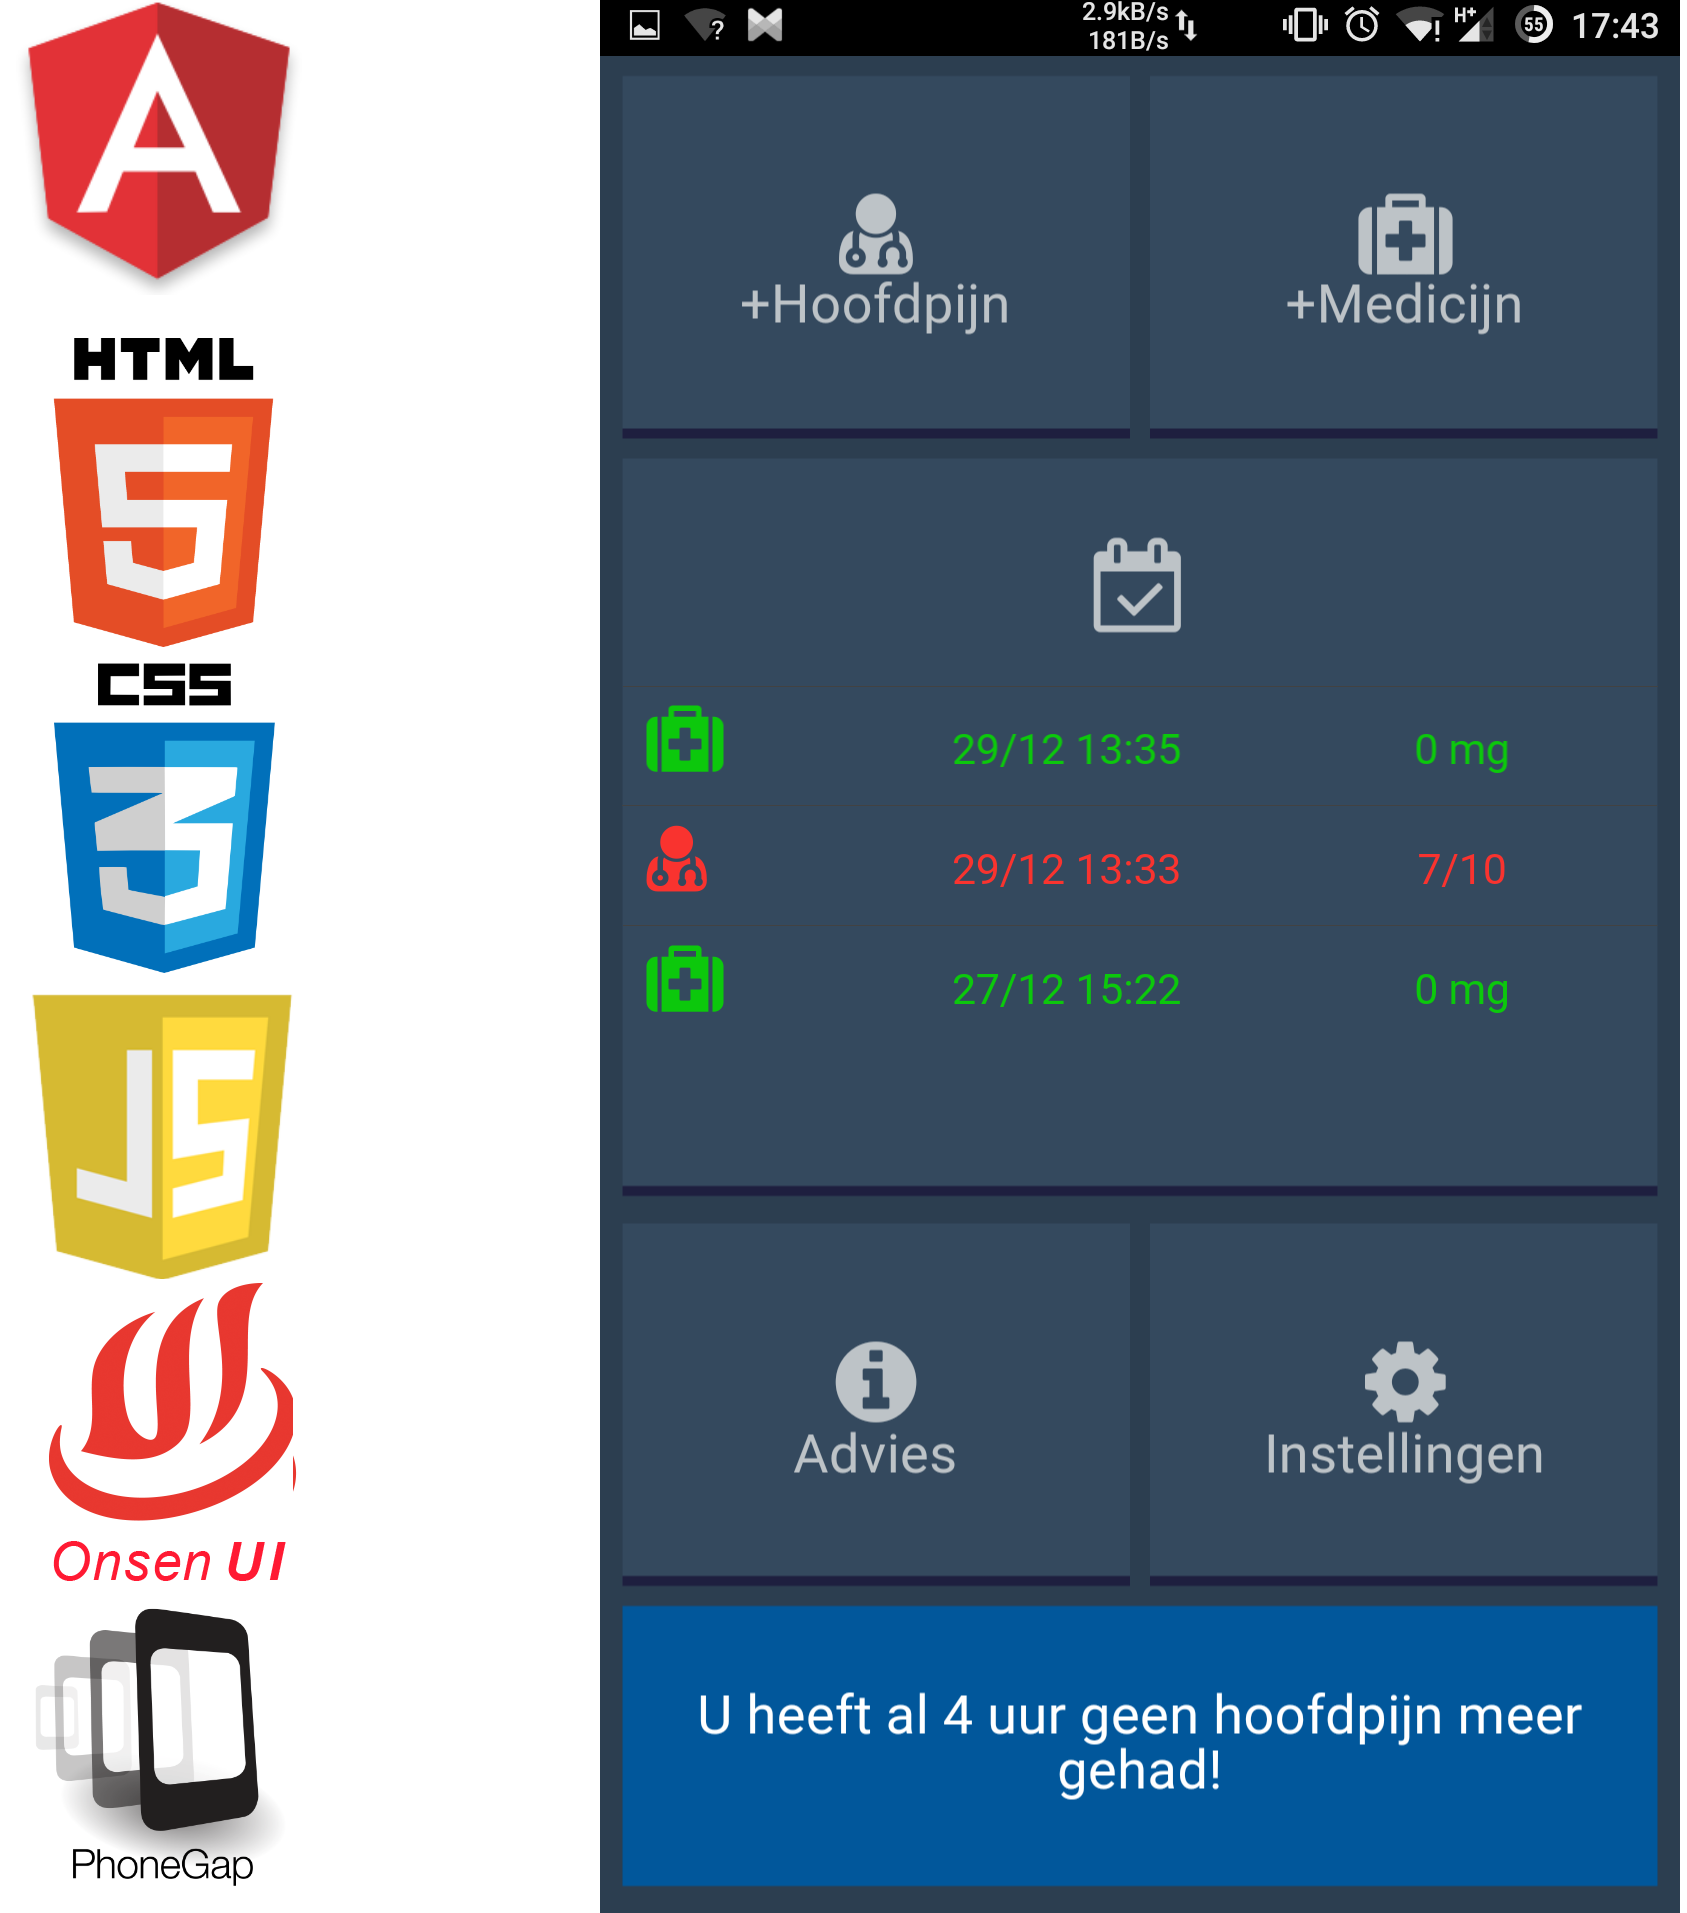 HTML
5
CSS
3
JS
Onsen UI
PhoneGap
2.9kB/s
181B/s
H+
55
17:43
+Hoofdpijn
+Medicijn
29/12 13:35 0 mg
29/12 13:33 7/10
27/12 15:22 0 mg
Advies
Instellingen
U heeft al 4 uur geen hoofdpijn meer
gehad!